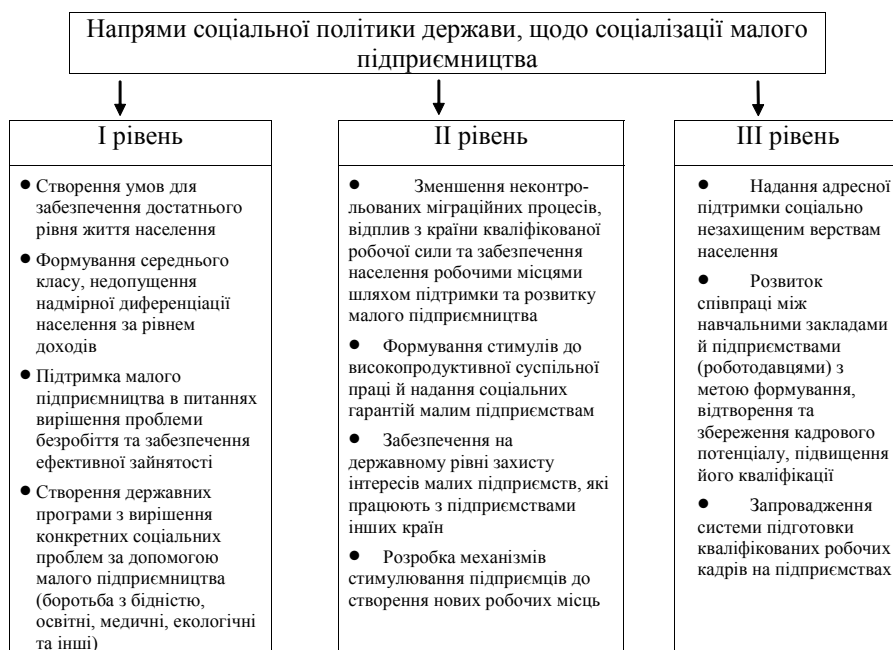 Напрями соціальної політики держави, щодо соціалізації малого
підприємництва
І рівень
● Створення умов для
забезпечення достатнього
рівня життя населення
● Формування середнього
класу, недопущення
надмірної диференціації
населення за рівнем
доходів
● Підтримка малого
підприємництва в питаннях
вирішення проблеми
безробіття та забезпечення
ефективної зайнятості
● Створення державних
програми з вирішення
конкретних соціальних
проблем за допомогою
малого підприємництва
(боротьба з бідністю,
освітні, медичні, екологічні
та інші)
ІІ рівень
● Зменшення неконтро-
льованих міграційних процесів,
відплив з країни кваліфікованої
робочої сили та забезпечення
населення робочими місцями
шляхом підтримки та розвитку
малого підприємництва
● Формування стимулів до
високопродуктивної суспільної
праці й надання соціальних
гарантій малим підприємствам
● Забезпечення на
державному рівні захисту
інтересів малих підприємств, які
працюють з підприємствами
інших країн
● Розробка механізмів
стимулювання підприємців до
створення нових робочих місць
ІІІ рівень
● Надання адресної
підтримки соціально
незахищеним верствам
населення
● Розвиток
співпраці між
навчальними закладами
й підприємствами
(роботодавцями) з
метою формування,
відтворення та
збереження кадрового
потенціалу, підвищення
його кваліфікації
● Запровадження
системи підготовки
кваліфікованих робочих
кадрів на підприємствах